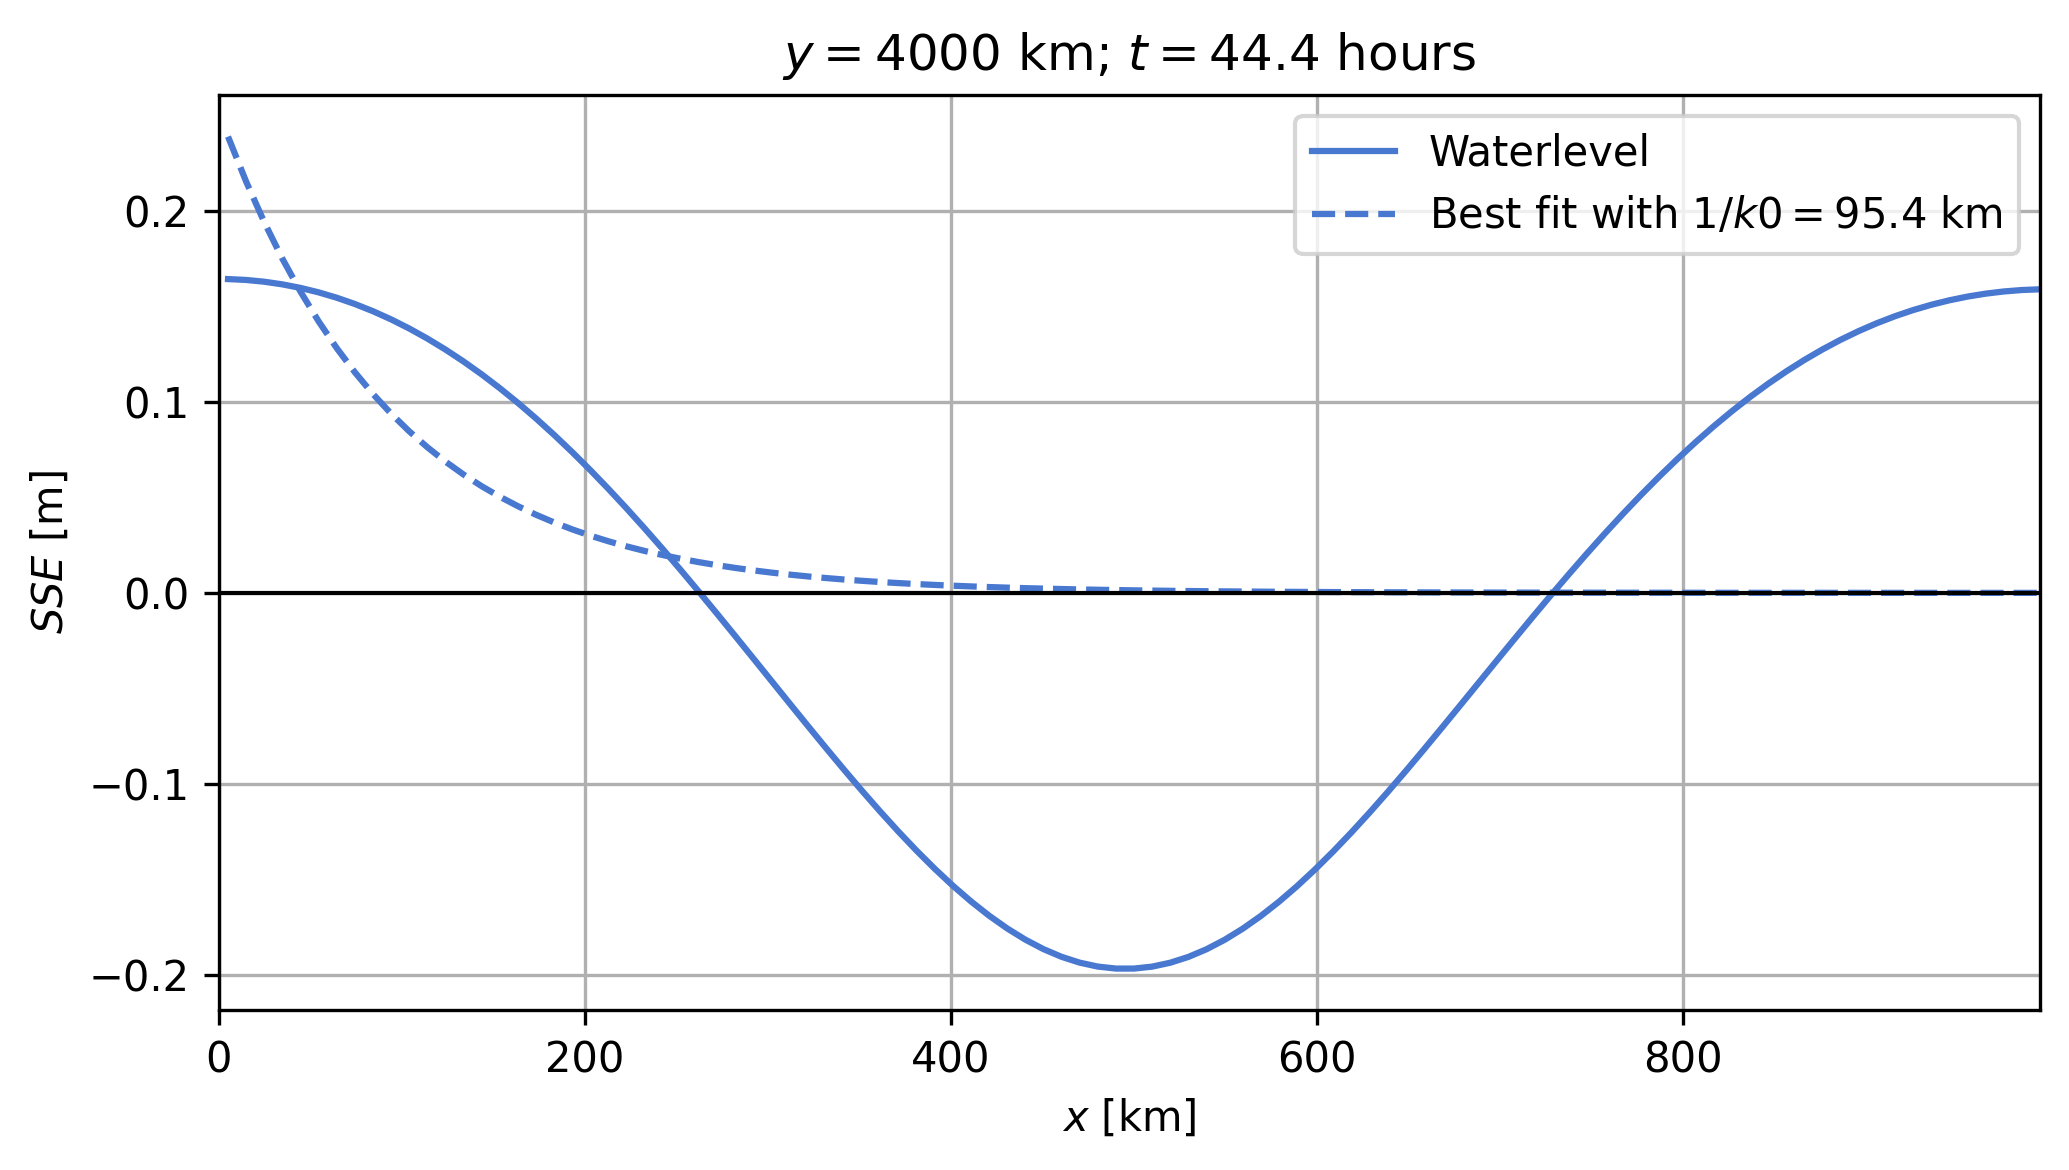 y = 4000 km; t = 44.4 hours
Waterlevel
Best fit with 1/k0 = 95.4 km
0.2
0.1
0.0
−0.1
−0.2
SSE [m]
0
200
400
600
800
x [km]